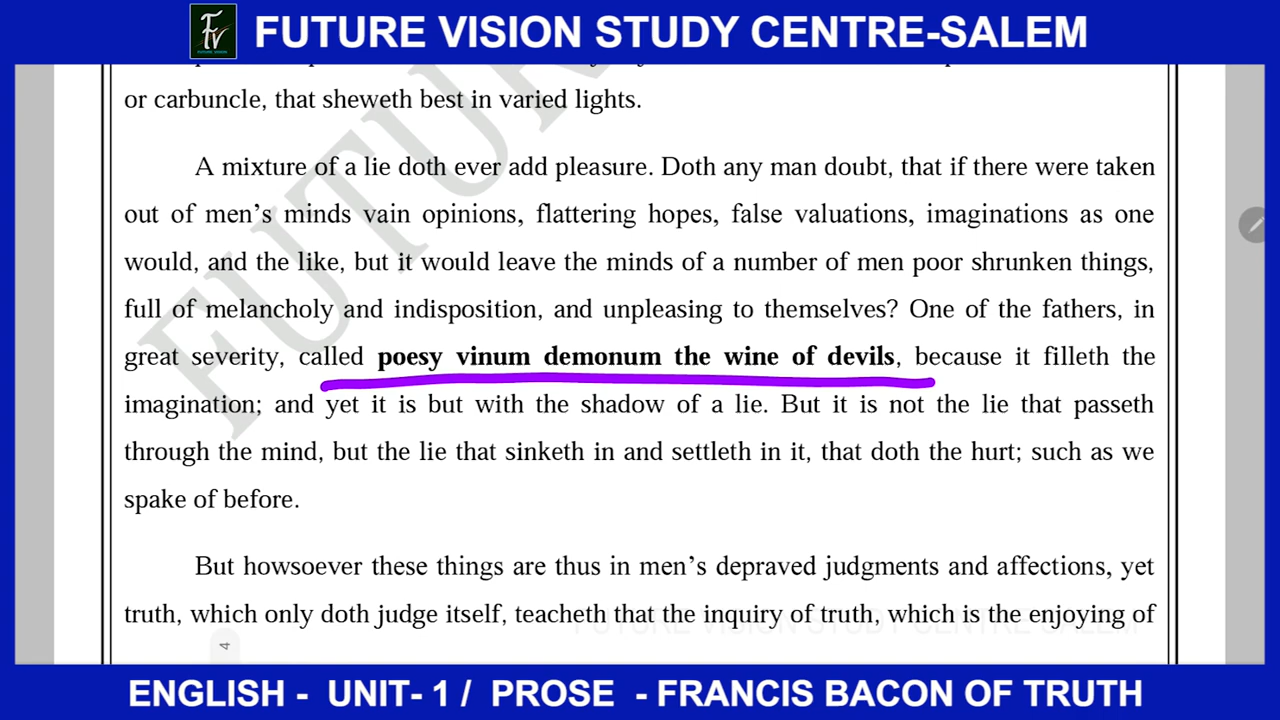 FUTURE VISION STUDY CENTRE-SALEM
or carbuncle, that sheweth best in varied lights.
A mixture of a lie doth ever add pleasure. Doth any man doubt, that if there were taken
out of men’s minds vain opinions, flattering hopes, false valuations, imaginations as one
would, and the like, but it would leave the minds of a number of men poor shrunken things,
full of melancholy and indisposition, and unpleasing to themselves? One of the fathers, in
great severity, called poesy vinum demonum the wine of devils, because it filleth the
imagination; and yet it is but with the shadow of a lie. But it is not the lie that passeth
through the mind, but the lie that sinketh in and settleth in it, that doth the hurt; such as we
spake of before.
But howsoever these things are thus in men’s depraved judgments and affections, yet
truth, which only doth judge itself, teacheth that the inquiry of truth, which is the enjoying of
FUTURE VISION STUDY CENTRE SALEM
4
ENGLISH - UNIT- 1 / PROSE - FRANCIS BACON OF TRUTH